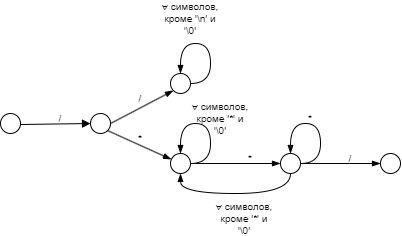 ∀ символов,
кроме '\n' и
'\0'
/
/
*
∀ символов,
кроме '*' и
'\0'
*
*
/
∀ символов,
кроме '*' и
'\0'